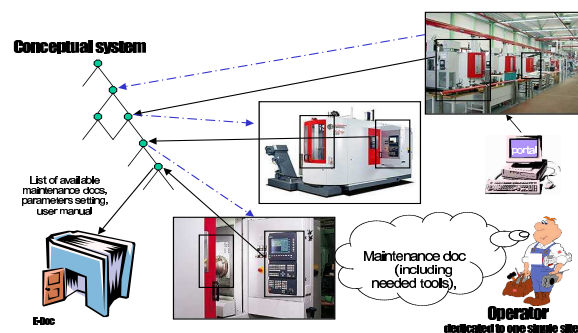 Conceptual system
portal
List of available
maintenance docs,
parameters setting,
user manual
Maintenance doc
(including
needed tools),
E-Doc
Operator
dedicated to one single site